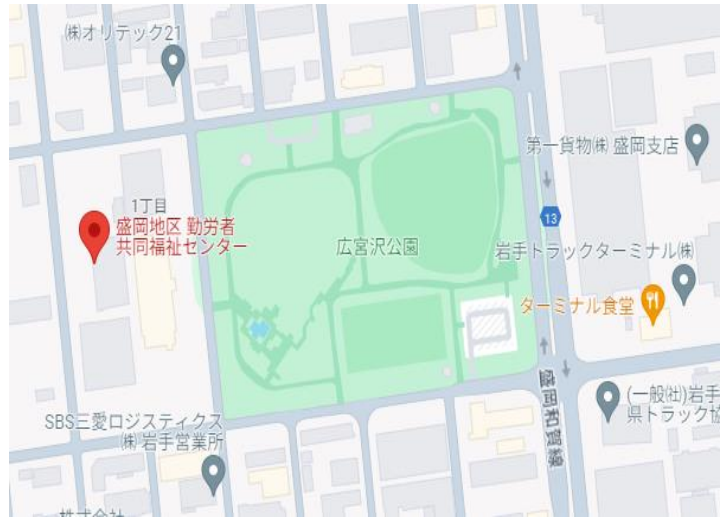 (株)オリテック21
第一貨物(株) 盛岡支店
1丁目
盛岡地区 勤労者
共同福祉センター
13
広宮沢公園
岩手トラックターミナル(株)
ターミナル食堂
盛岡和賀線
(一般(社))岩手
県トラック協
SBS三愛ロジスティクス
(株)岩手営業所
株式会社